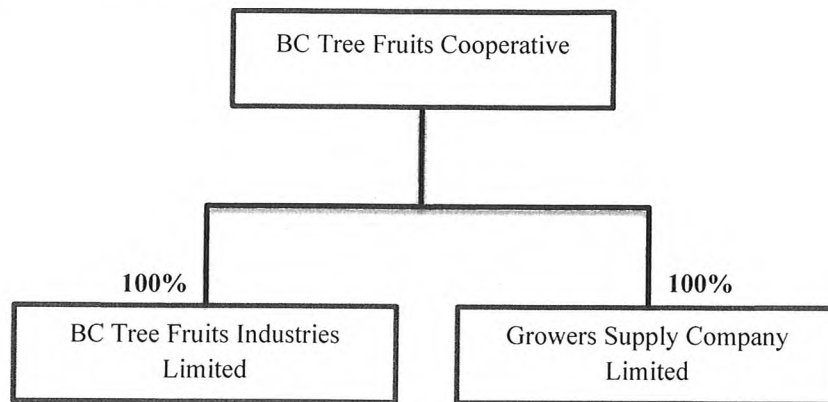 BC Tree Fruits Cooperative
100%
100%
BC Tree Fruits Industries
Limited
Growers Supply Company
Limited